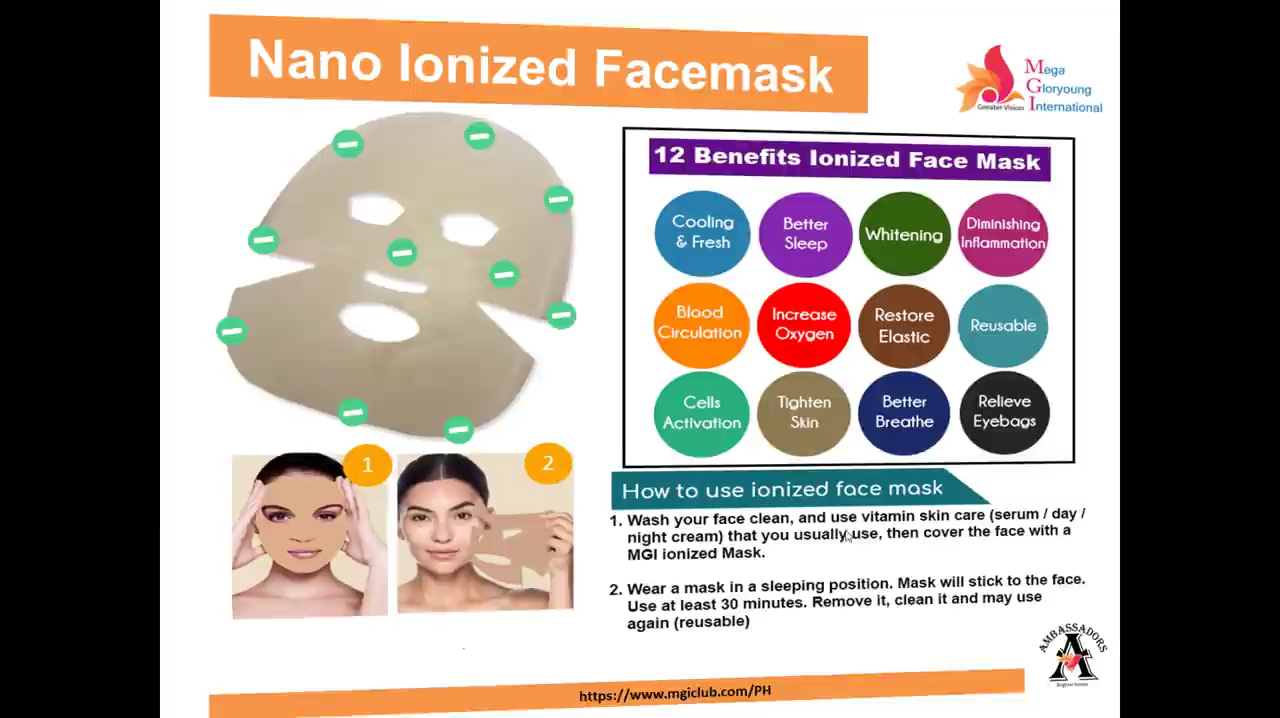 Nano Ionized Facemask
Mega
Gloryoung
International
Greater Vision
12 Benefits Ionized Face Mask
Cooling
& Fresh
Better
Sleep
Whitening
Diminishing
Inflammation
Blood
Circulation
Increase
Oxygen
Restore
Elastic
Reusable
Cells
Activation
Tighten
Skin
Better
Breathe
Relieve
Eyebags
1
2
How to use ionized face mask
1. Wash your face clean, and use vitamin skin care (serum / day /
night cream) that you usually use, then cover the face with a
MGI ionized Mask.
2. Wear a mask in a sleeping position. Mask will stick to the face.
Use at least 30 minutes. Remove it, clean it and may use
again (reusable)
AMBASSADORS
A
https://www.mgiclub.com/PH